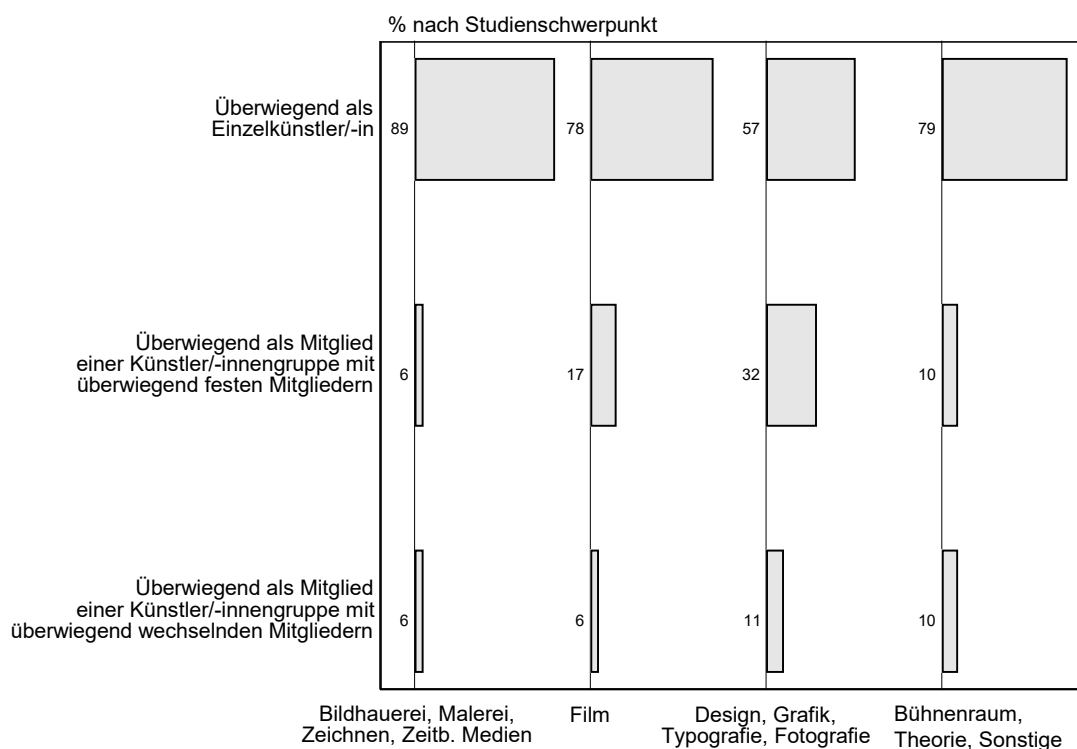 % nach Studienschwerpunkt
Überwiegend als
Einzelkünstler/-in
89
78
57
79
Überwiegend als Mitglied
einer Künstler/-innengruppe mit
überwiegend festen Mitgliedern
6
17
32
10
Überwiegend als Mitglied
einer Künstler/-innengruppe mit
überwiegend wechselnden Mitgliedern
6
6
11
10
Bildhauerei, Malerei,
Zeichnen, Zeitb. Medien
Film
Design, Grafik,
Typografie, Fotografie
Bühnenraum,
Theorie, Sonstige